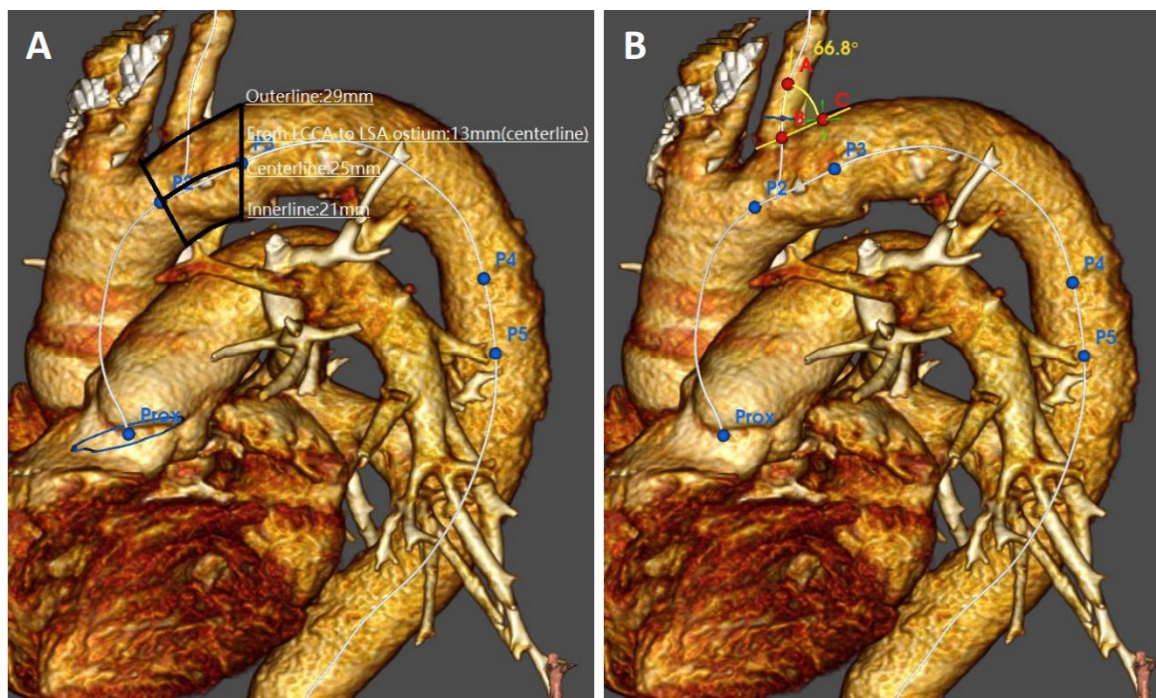 A
Outerline:29mm
From LCCA to LSA ostium:13mm(centerline)
P3
Centerline:25mm
P2
Innerline:21mm
P4
P5
Prox
B
66.8°
A
C
B
P3
P2
P4
P5
Prox